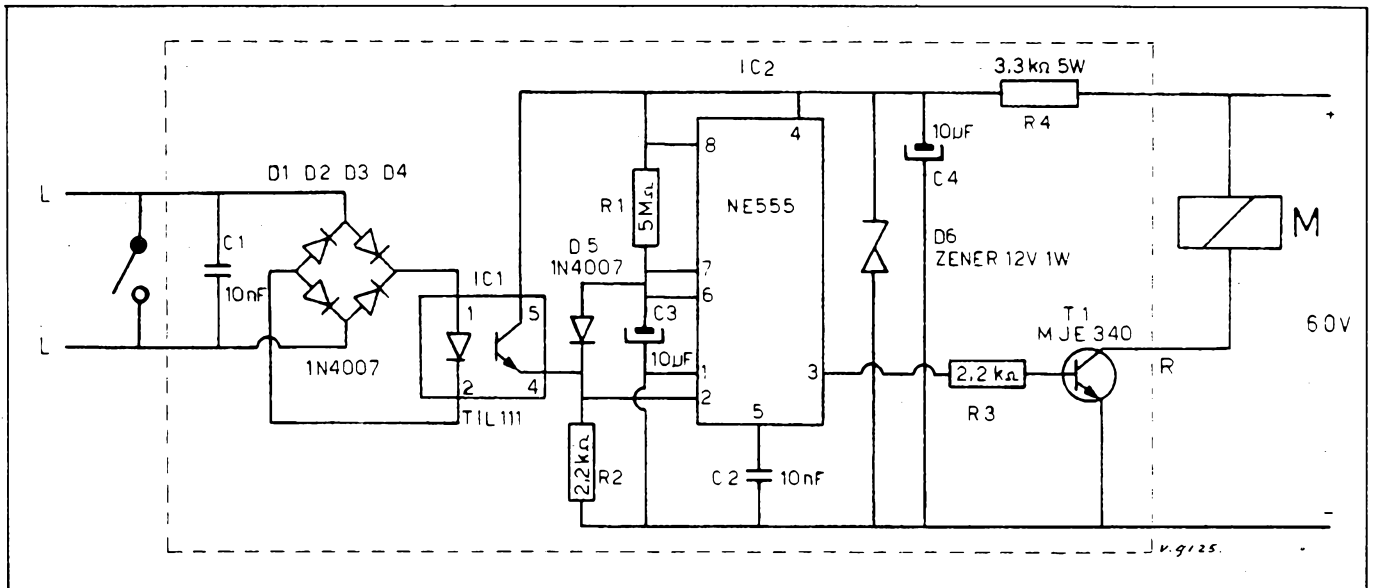 IC2
3.3kΩ 5W
R4
+
4
10µF
C4
8
D1 D2 D3 D4
L
R1
5MΩ
NE555
M
C1
10nF
D5
1N4007
7
6
D6
ZENER 12V 1W
IC1
1
5
C3
10µF
T1
MJE340
60V
L
1N4007
2
4
TIL111
1
2
3
2.2kΩ
R3
R
5
2.2kΩ
R2
C2
10nF
-
v.g125.